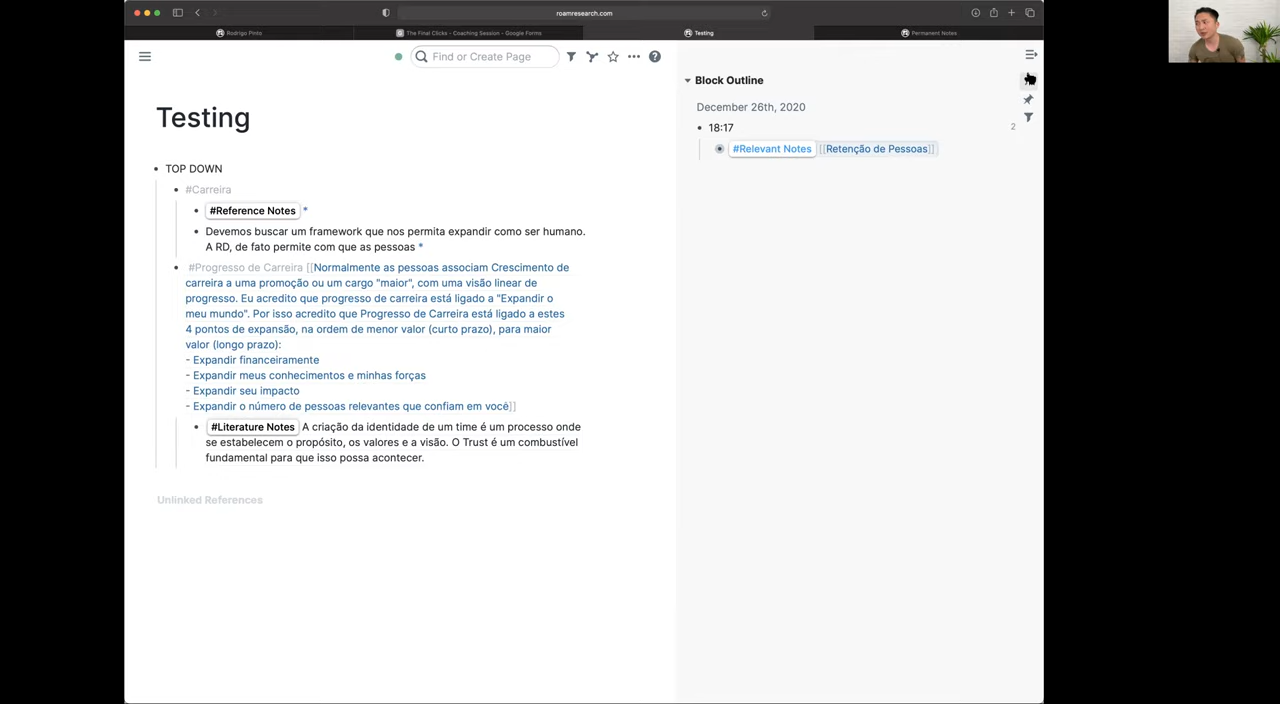 roamresearch.com
Rodrigo Pinto
The Final Clicks - Coaching Session - Google Forms
Testing
Permanent Notes
Find or Create Page
Testing
TOP DOWN
#Carreira
#Reference Notes *
Devemos buscar um framework que nos permita expandir como ser humano.
A RD, de fato permite com que as pessoas *
#Progresso de Carreira [[Normalmente as pessoas associam Crescimento de
carreira a uma promoção ou um cargo "maior", com uma visão linear de
progresso. Eu acredito que progresso de carreira está ligado a "Expandir o
meu mundo". Por isso acredito que Progresso de Carreira está ligado a estes
4 pontos de expansão, na ordem de menor valor (curto prazo), para maior
valor (longo prazo):
- Expandir financeiramente
- Expandir meus conhecimentos e minhas forças
- Expandir seu impacto
- Expandir o número de pessoas relevantes que confiam em você]]
#Literature Notes A criação da identidade de um time é um processo onde
se estabelecem o propósito, os valores e a visão. O Trust é um combustível
fundamental para que isso possa acontecer.
Unlinked References
Block Outline
December 26th, 2020
18:17 2
#Relevant Notes [[Retenção de Pessoas]]